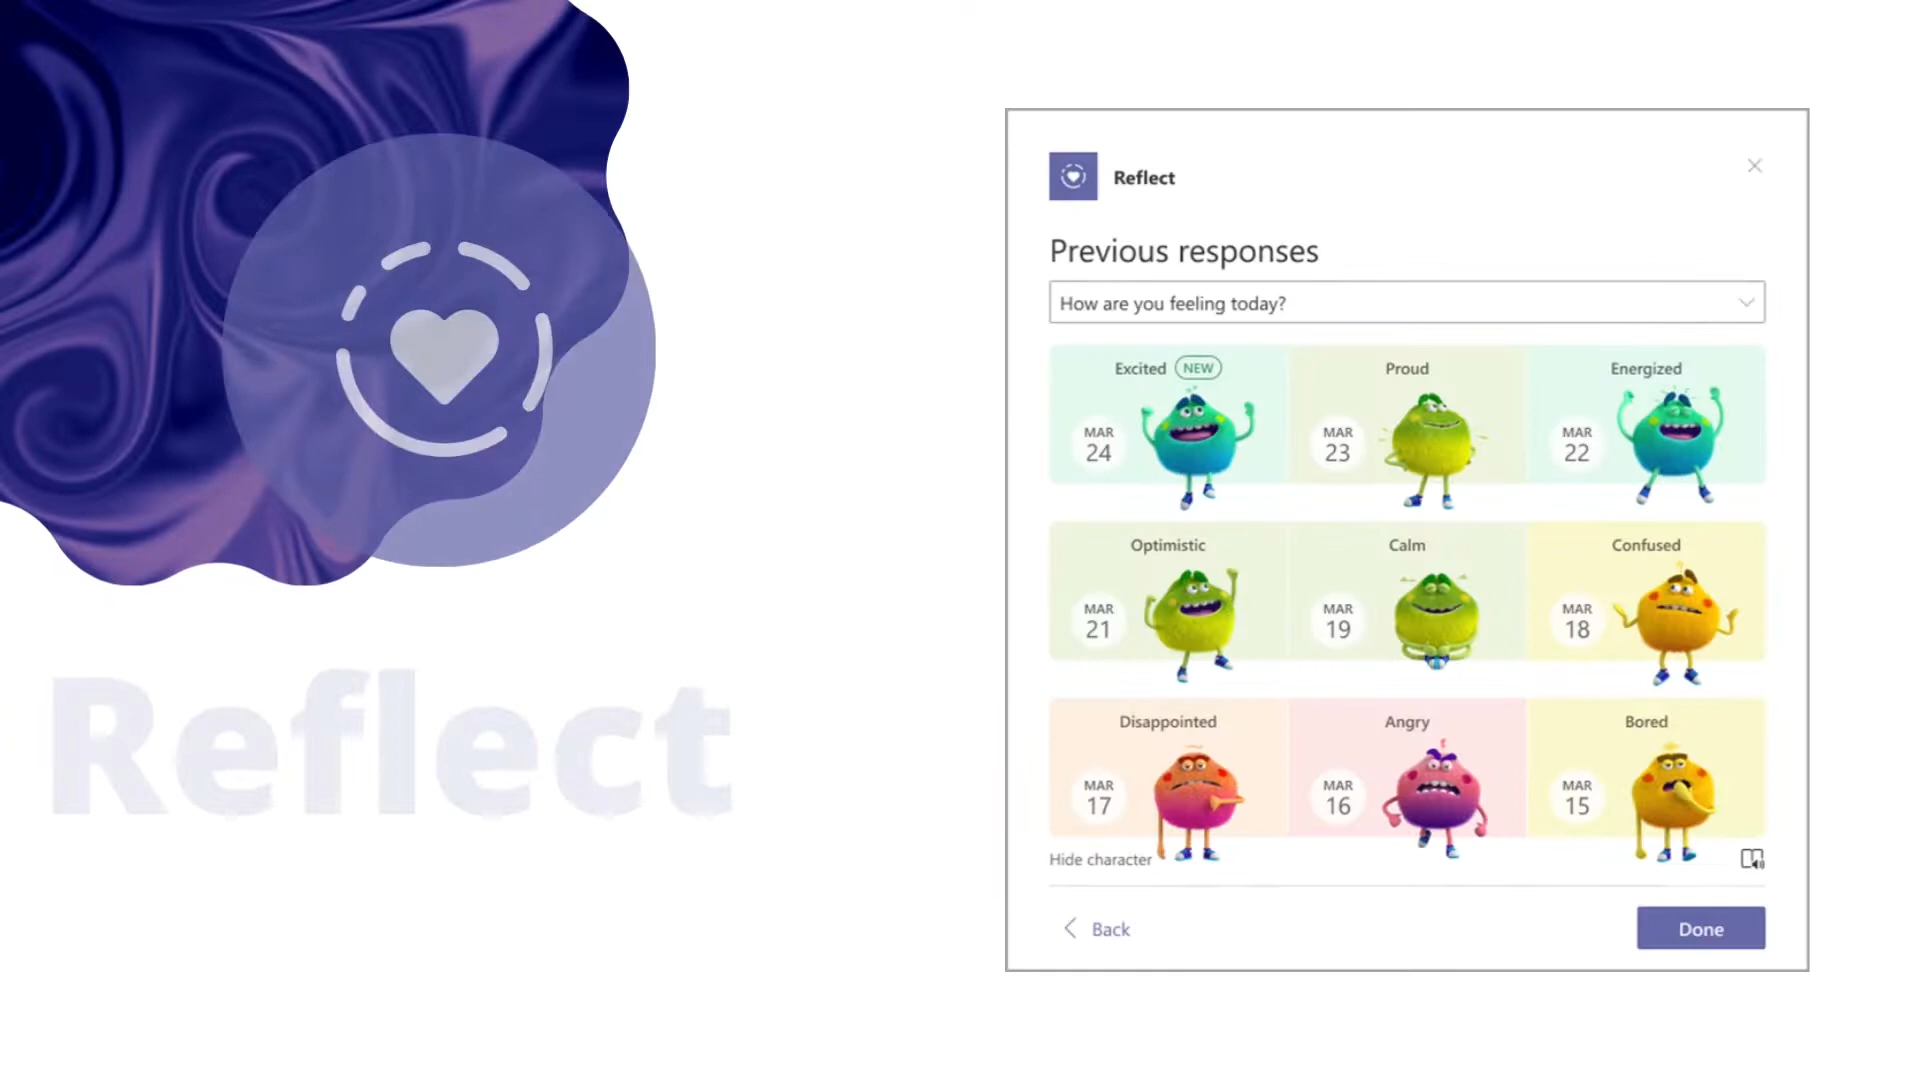 Reflect
Reflect
Previous responses
How are you feeling today?
Excited NEW
MAR
24
Proud
MAR
23
Energized
MAR
22
Optimistic
MAR
21
Calm
MAR
19
Confused
MAR
18
Disappointed
MAR
17
Angry
MAR
16
Bored
MAR
15
Hide character
Back
Done